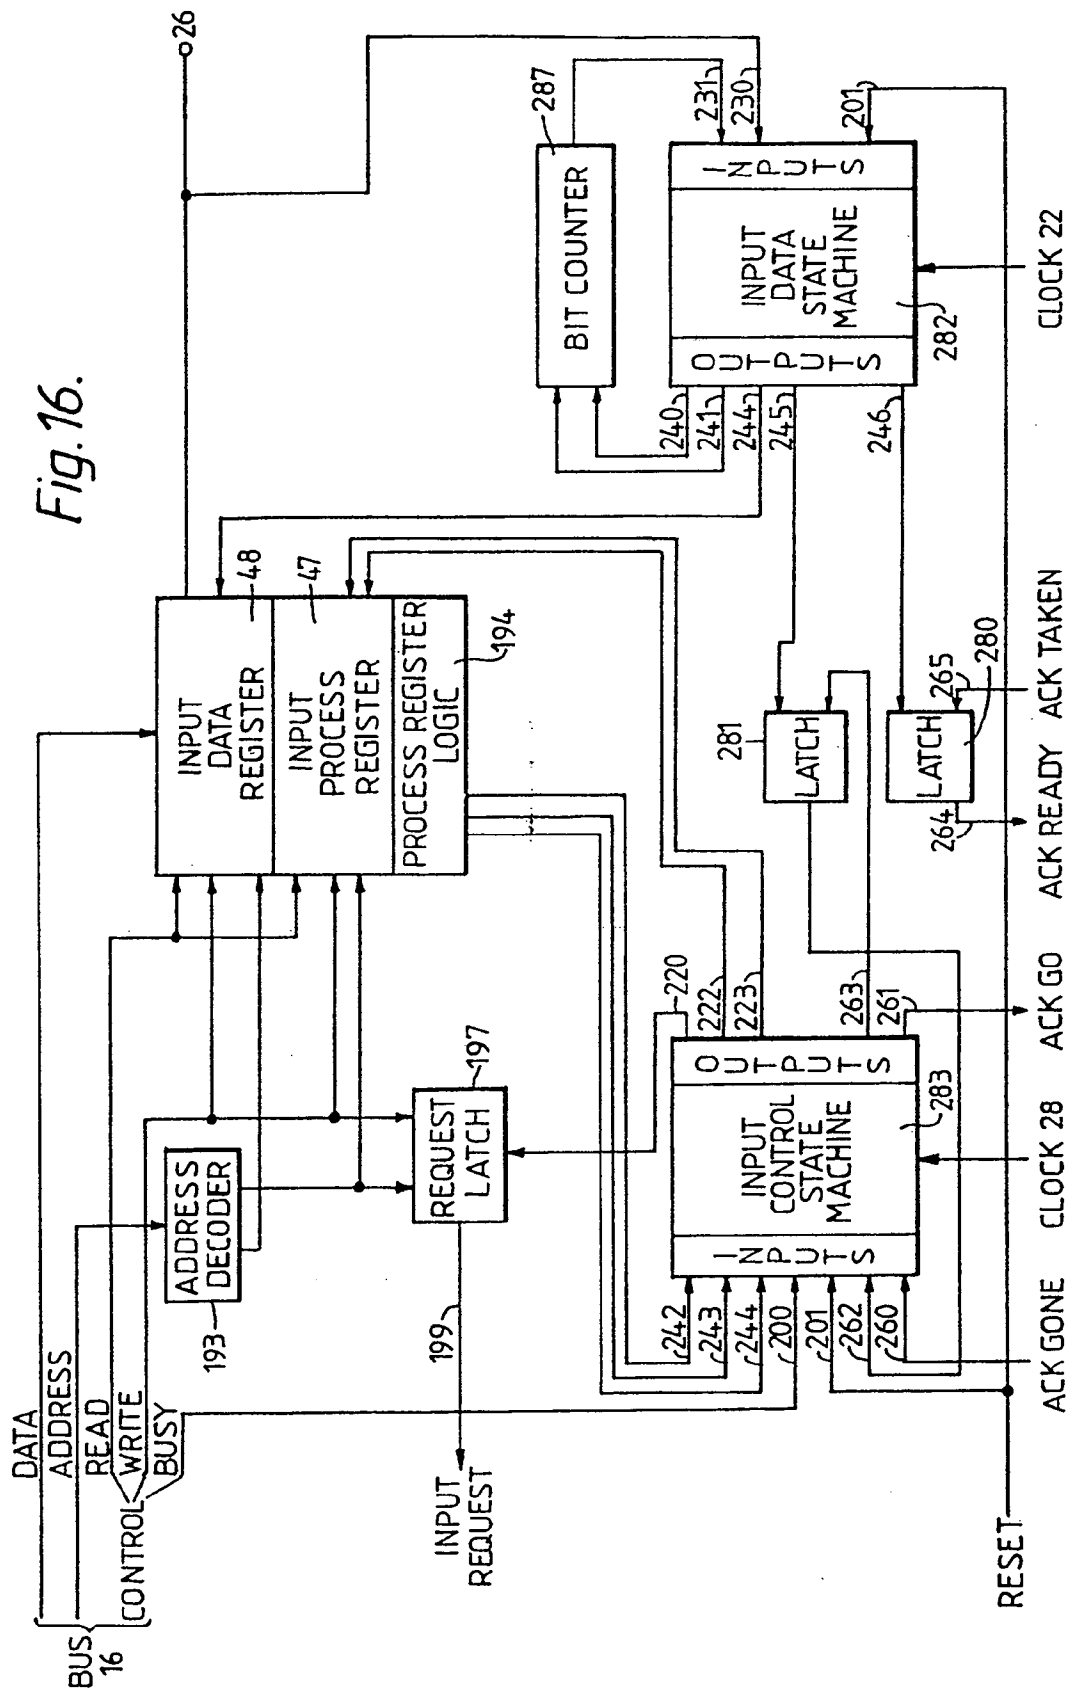 Fig. 16.
BUS
16
DATA
ADDRESS
CONTROL
READ
WRITE
BUSY
ADDRESS
DECODER
193
INPUT
DATA
REGISTER
48
INPUT
PROCESS
REGISTER
47
PROCESS REGISTER
LOGIC
194
26
REQUEST
LATCH
197
199
INPUT
REQUEST
BIT COUNTER
287
INPUTS
INPUT
CONTROL
STATE
MACHINE
OUTPUTS
283
242
243
244
200
201
262
260
220
222
223
263
261
LATCH
281
LATCH
280
264
265
OUTPUTS
INPUT
DATA
STATE
MACHINE
INPUTS
282
240
241
244
245
246
231
230
201
RESET
ACK GONE
CLOCK 28
ACK GO
ACK READY
ACK TAKEN
CLOCK 22